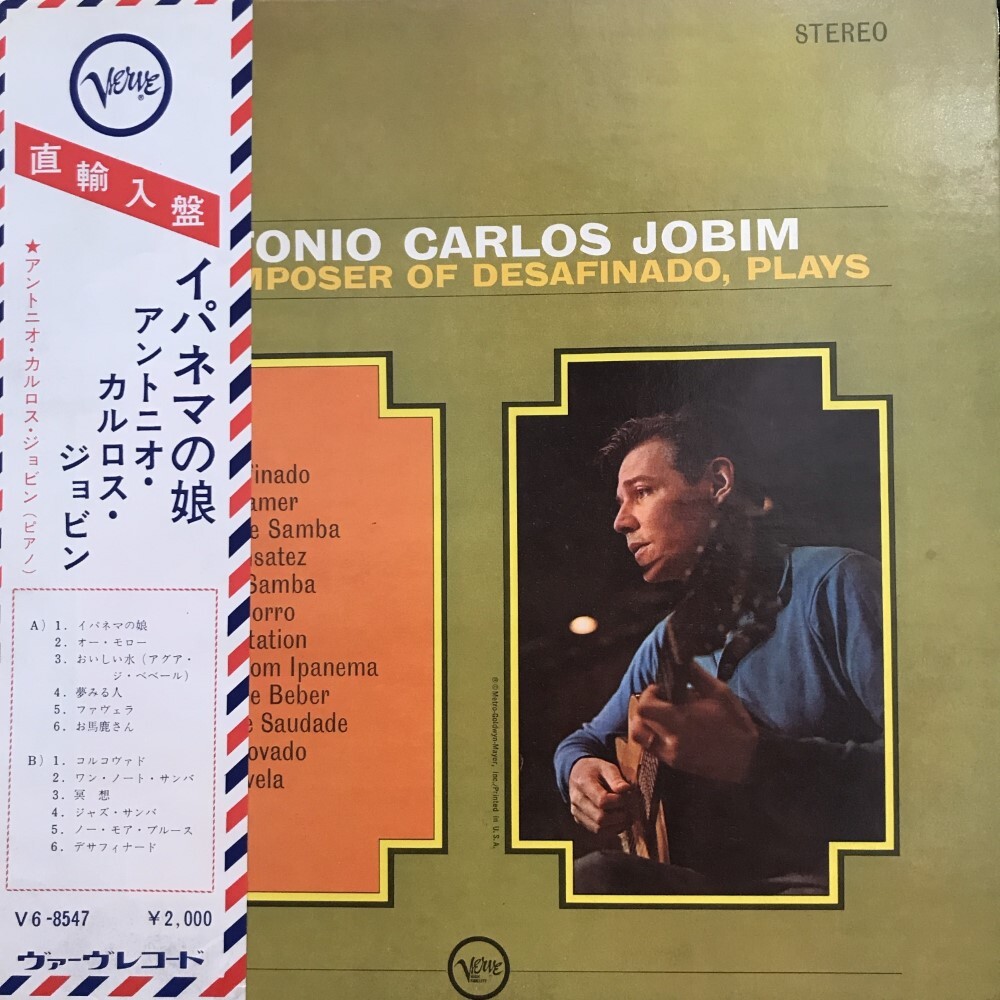 Verve
直輸入盤
イパネマの娘
アントニオ・
カルロス・
ジョビン
★アントニオ・カルロス・ジョビン(ピアノ)
A) 1. イパネマの娘
2. オー・モロー
3. おいしい水(アグア・
ジ・ベベール)
4. 夢みる人
5. ファヴェラ
6. お馬鹿さん
B) 1. コルコヴァド
2. ワン・ノート・サンバ
3. 冥想
4. ジャズ・サンバ
5. ノー・モア・ブルース
6. デサフィナード
V6-8547 ¥2,000
ヴァーヴレコード
STEREO
TONIO CARLOS JOBIM
MPOSER OF DESAFINADO, PLAYS
finado
amer
e Samba
satez
Samba
orro
tation
om Ipanema
e Beber
e Saudade
ovado
vela
℗©Metro-Goldwyn-Mayer, Inc./Printed in U.S.A.
Verve